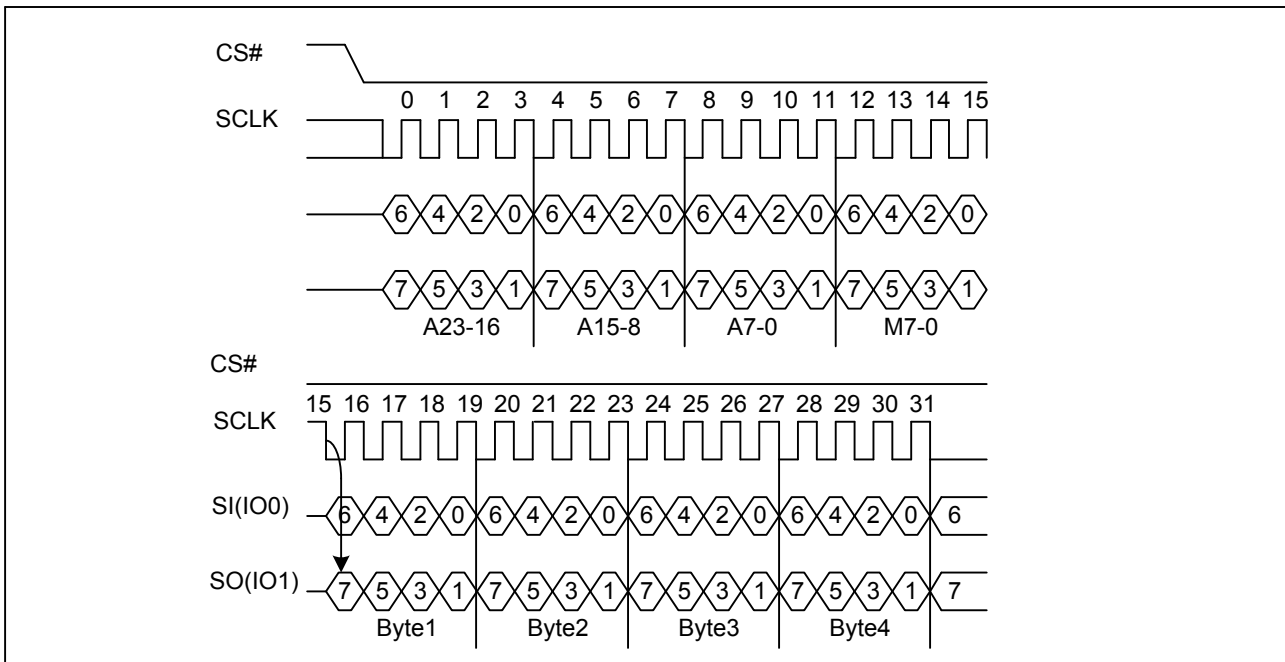 CS#
0 1 2 3 4 5 6 7 8 9 10 11 12 13 14 15
SCLK
6 4 2 0 6 4 2 0 6 4 2 0 6 4 2 0
7 5 3 1 7 5 3 1 7 5 3 1 7 5 3 1
A23-16 A15-8 A7-0 M7-0
CS#
15 16 17 18 19 20 21 22 23 24 25 26 27 28 29 30 31
SCLK
SI(IO0) 6 4 2 0 6 4 2 0 6 4 2 0 6 4 2 0 6
SO(IO1) 7 5 3 1 7 5 3 1 7 5 3 1 7 5 3 1 7
Byte1 Byte2 Byte3 Byte4